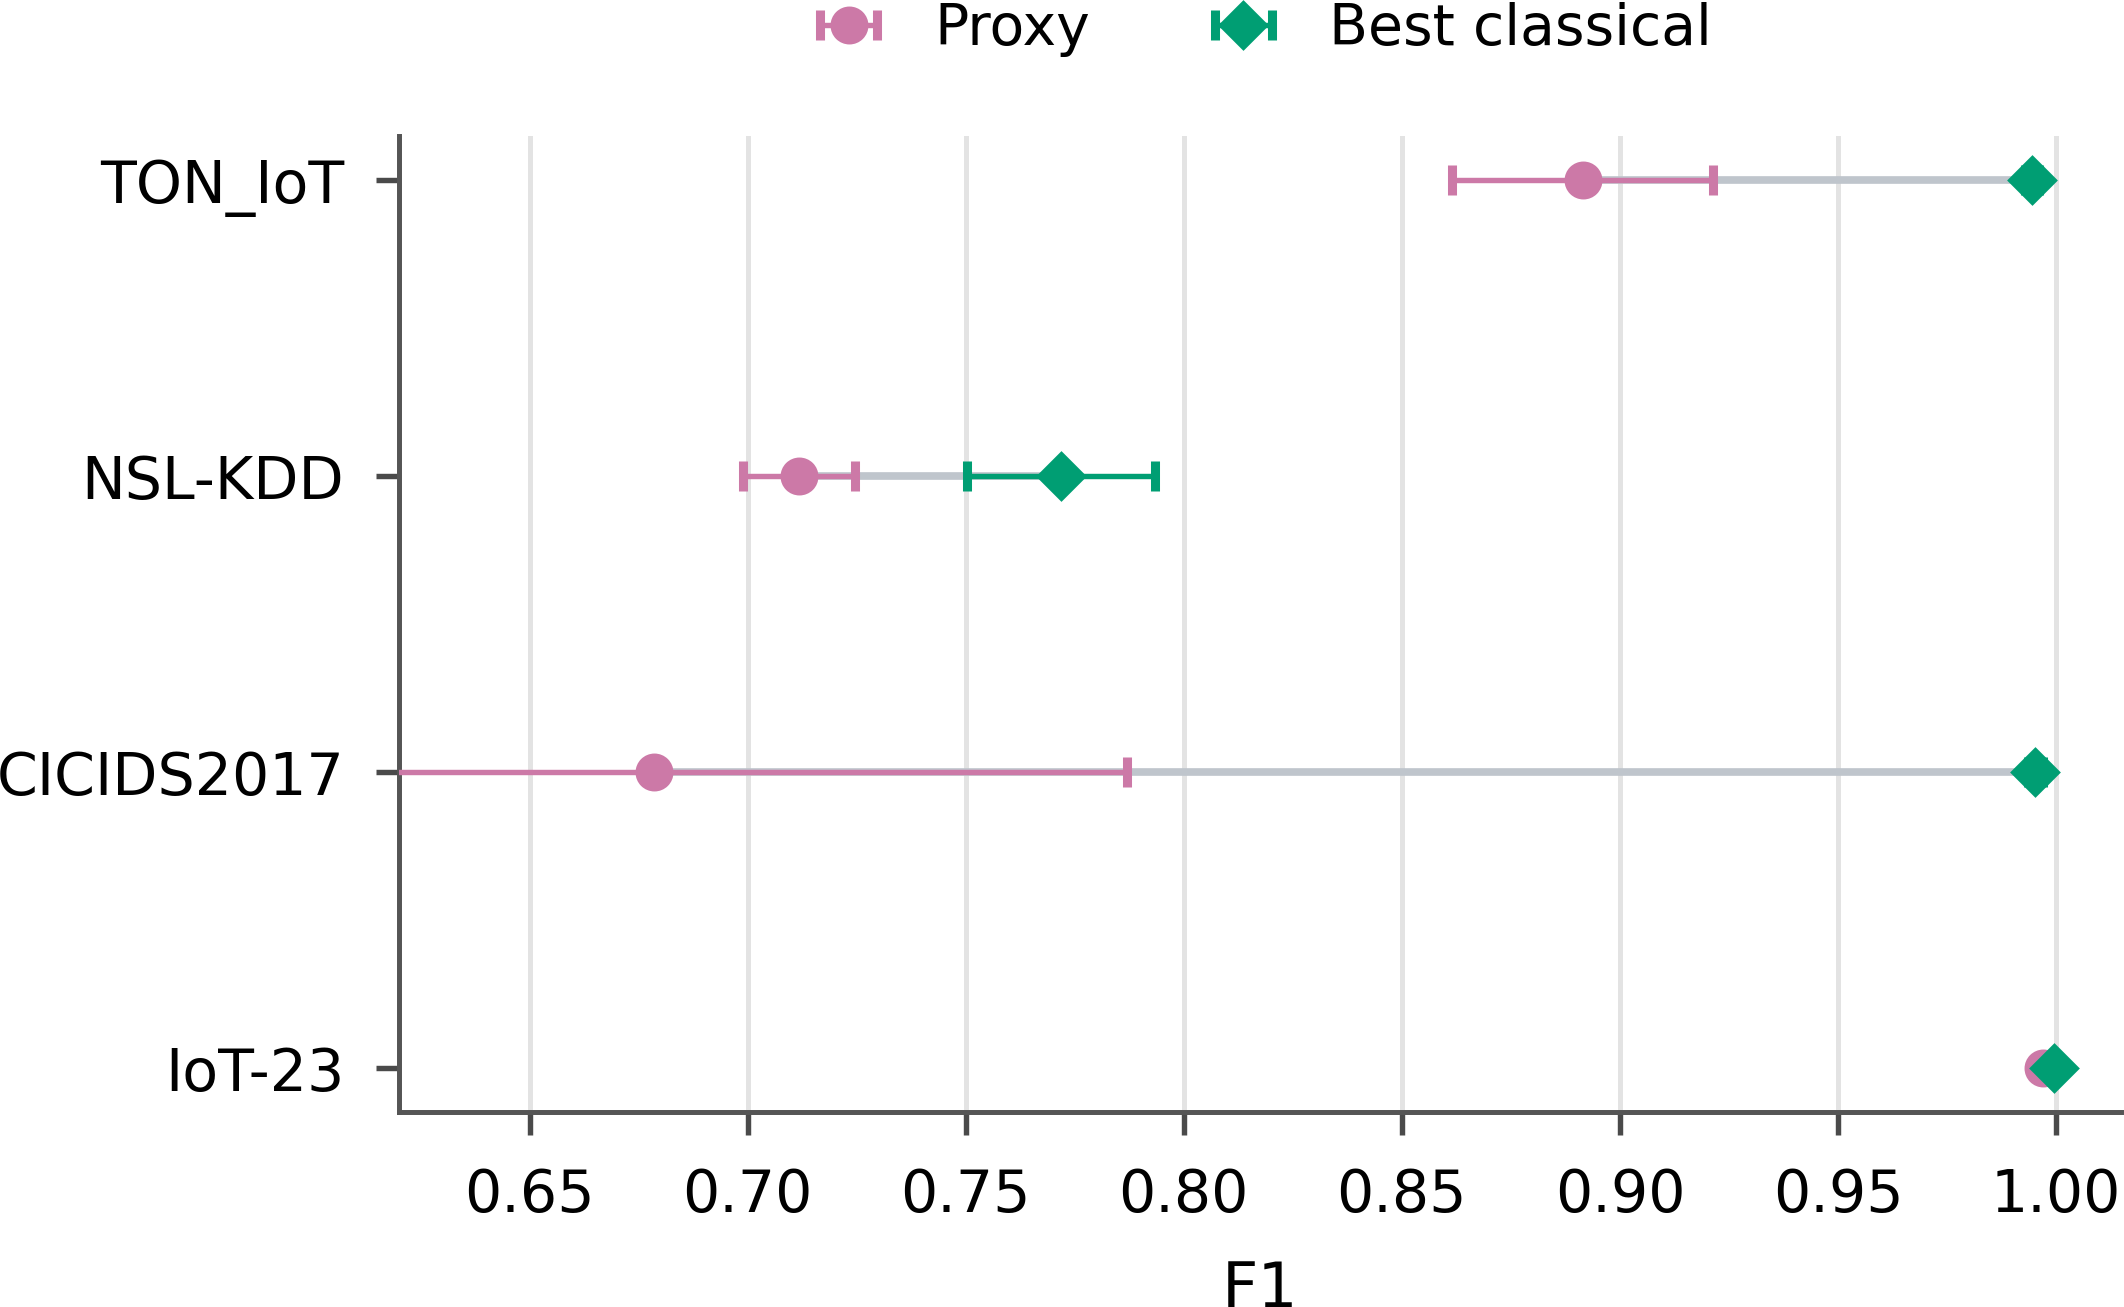 Proxy Best classical
TON_IoT
NSL-KDD
CICIDS2017
IoT-23
0.65 0.70 0.75 0.80 0.85 0.90 0.95 1.00
F1